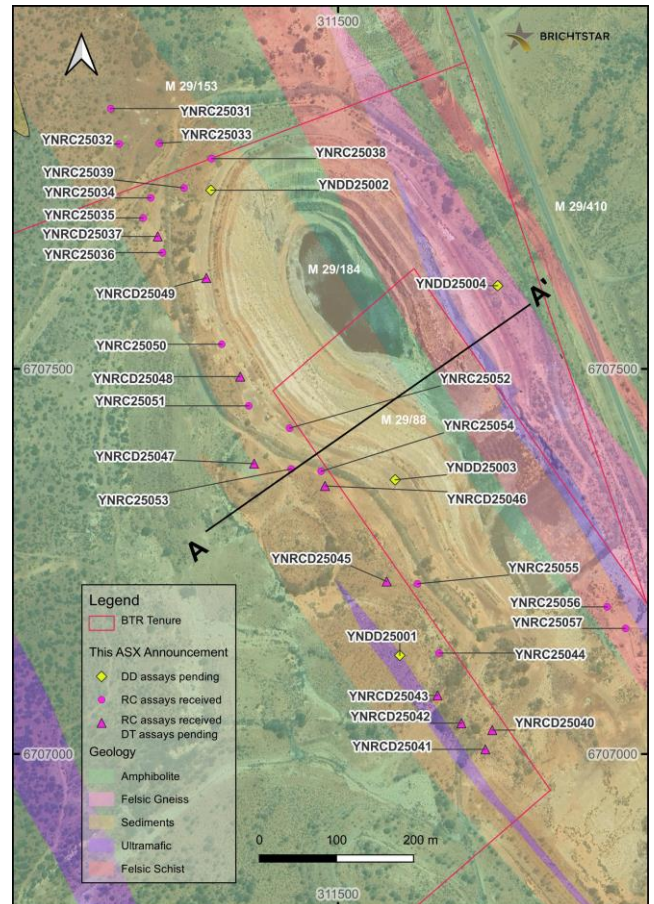 311500
BRIGHTSTAR
M 29/153
YNRC25031
YNRC25032
YNRC25033
YNRC25038
YNRC25039
YNDD25002
YNRC25034
M 29/410
YNRC25035
YNRCD25037
YNRC25036
M 29/184
YNDD25004
YNRCD25049
A'
YNRC25050
6707500
6707500
YNRCD25048
YNRC25052
YNRC25051
M 29/88
YNRC25054
YNRCD25047
YNDD25003
YNRC25053
YNRCD25046
A
YNRCD25045
YNRC25055
YNRC25056
YNRC25057
YNDD25001
YNRC25044
YNRCD25043
YNRCD25042
YNRCD25040
YNRCD25041
6707000
6707000
Legend
BTR Tenure
This ASX Announcement
DD assays pending
RC assays received
RC assays received
DT assays pending
Geology
Amphibolite
Felsic Gneiss
Sediments
Ultramafic
Felsic Schist
0 100 200 m
311500